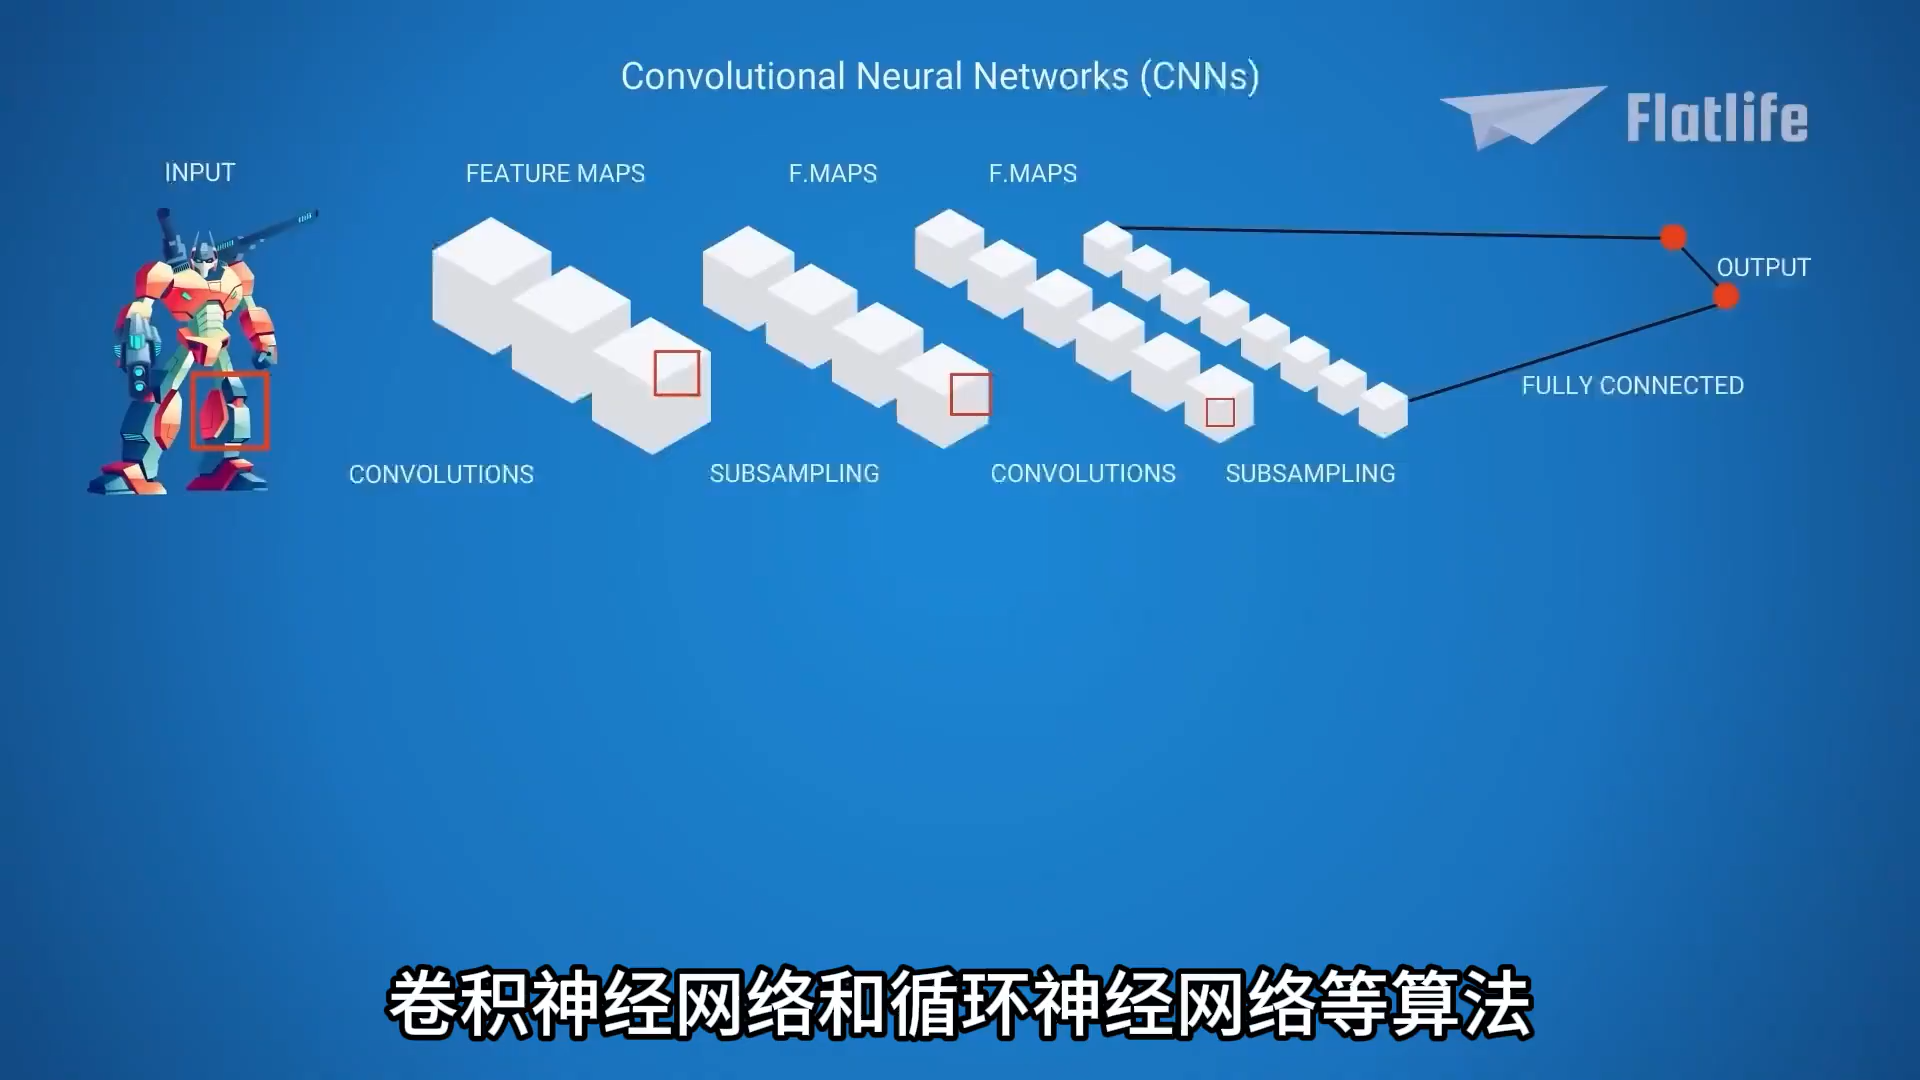 Convolutional Neural Networks (CNNs)
Flatlife
INPUT
FEATURE MAPS
F.MAPS
F.MAPS
OUTPUT
FULLY CONNECTED
CONVOLUTIONS
SUBSAMPLING
CONVOLUTIONS
SUBSAMPLING
卷积神经网络和循环神经网络等算法